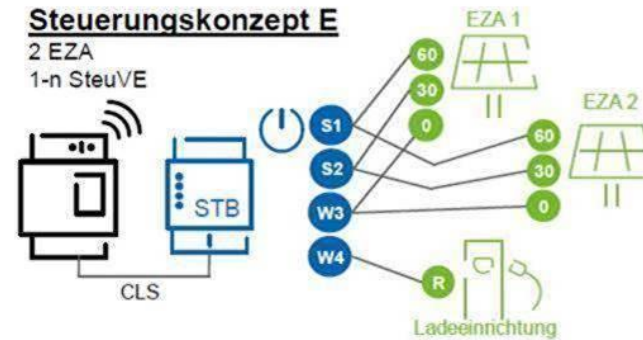 Steuerungskonzept E
2 EZA
1-n SteuVE
STB
CLS
S1
S2
W3
W4
EZA 1
60
30
0
EZA 2
60
30
0
R
Ladeeinrichtung